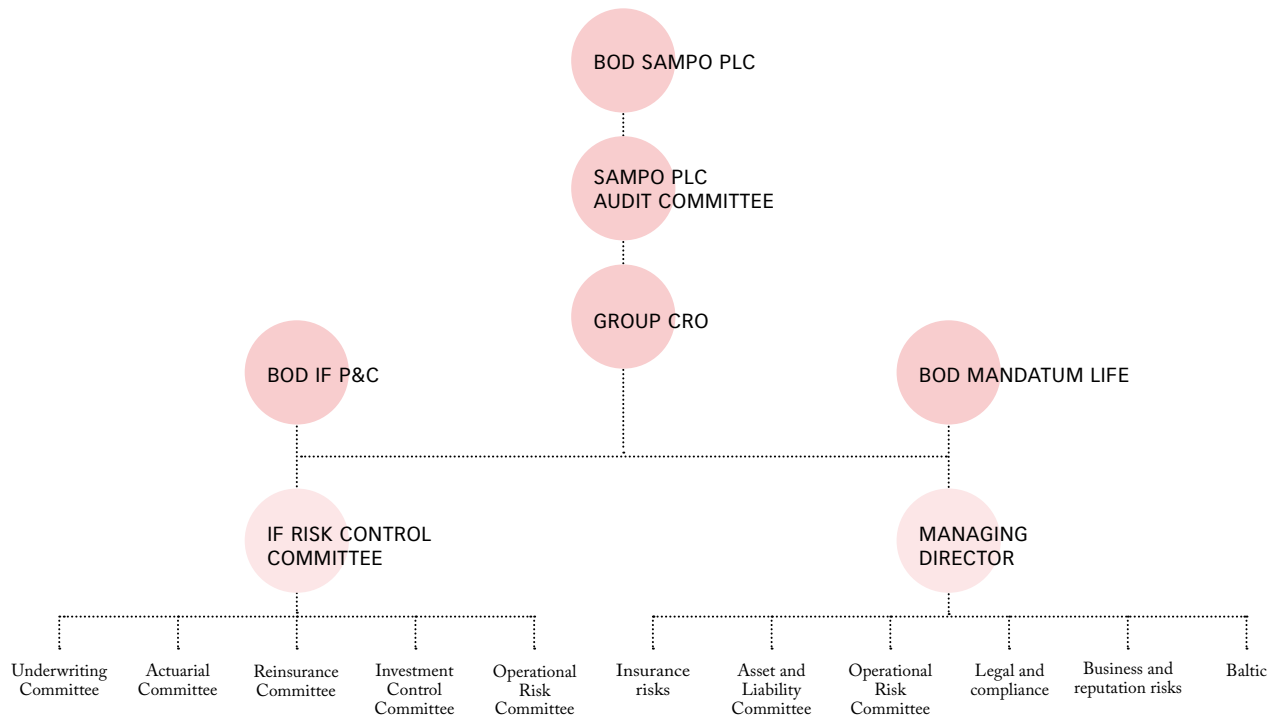 BOD SAMPO PLC
SAMPO PLC
AUDIT COMMITTEE
GROUP CRO
BOD IF P&C
BOD MANDATUM LIFE
IF RISK CONTROL
COMMITTEE
MANAGING
DIRECTOR
Underwriting
Committee
Actuarial
Committee
Reinsurance
Committee
Investment
Control
Committee
Operational
Risk
Committee
Insurance
risks
Asset and
Liability
Committee
Operational
Risk
Committee
Legal and
compliance
Business and
reputation risks
Baltic